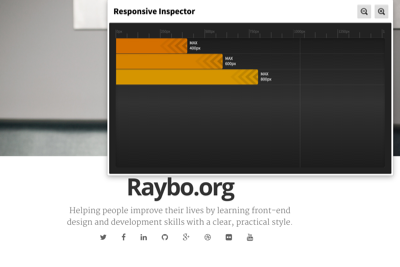 Responsive Inspector
MAX
400px
MAX
600px
MAX
800px
Raybo.org
Helping people improve their lives by learning front-end
design and development skills with a clear, practical style.